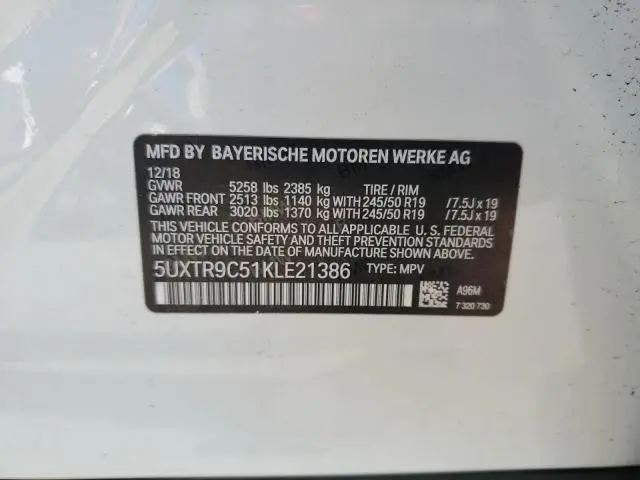 MFD BY BAYERISCHE MOTOREN WERKE AG
12/18
GVWR 5258 lbs 2385 kg TIRE / RIM
GAWR FRONT 2513 lbs 1140 kg WITH 245/50 R19 /7.5J x 19
GAWR REAR 3020 lbs 1370 kg WITH 245/50 R19 /7.5J x 19
THIS VEHICLE CONFORMS TO ALL APPLICABLE U. S. FEDERAL
MOTOR VEHICLE SAFETY, BUMPER, AND THEFT PREVENTION STANDARDS
IN EFFECT ON THE DATE OF MANUFACTURE SHOWN ABOVE.
5UXTR9C51KLE21386 TYPE: MPV
A96M
7 320 730